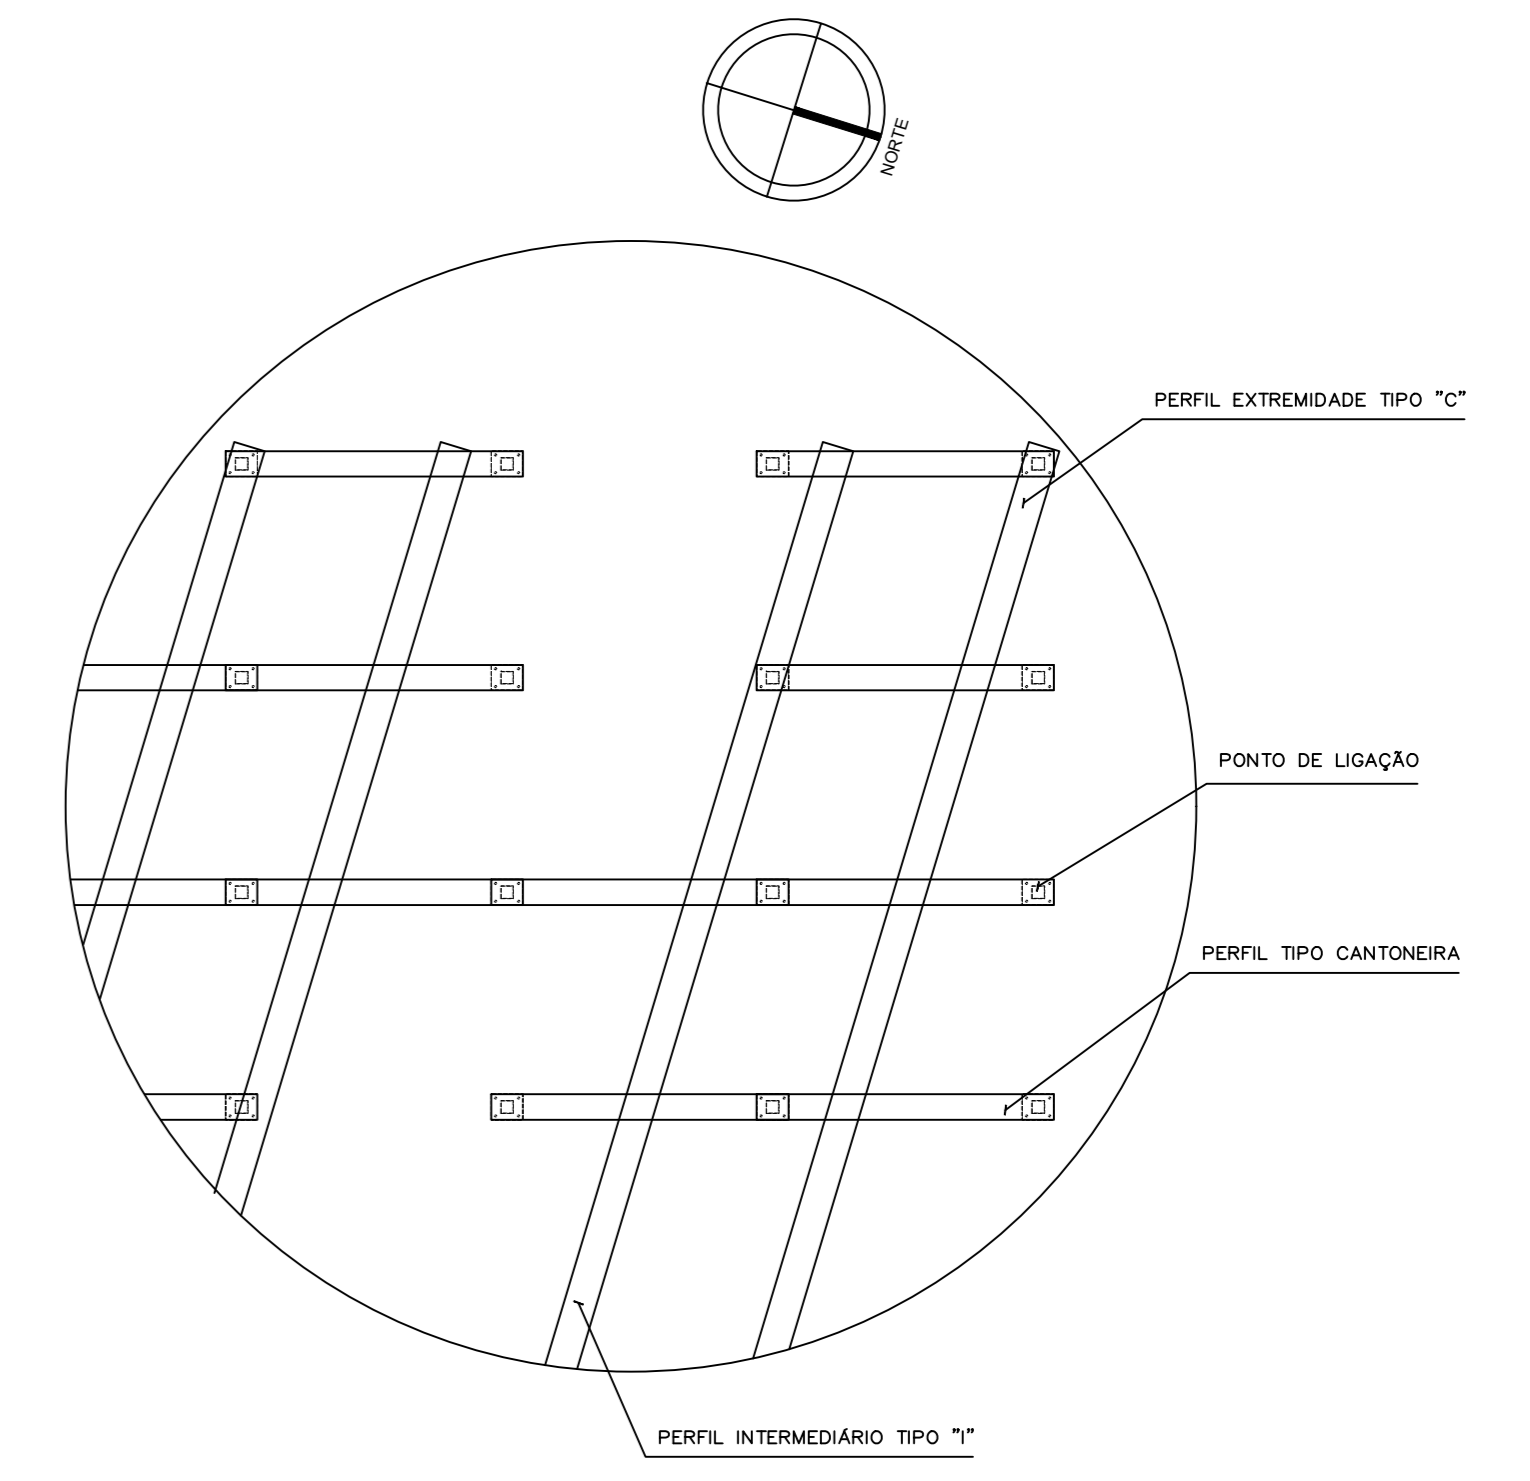 NORTE
PERFIL EXTREMIDADE TIPO "C"
PONTO DE LIGAÇÃO
PERFIL TIPO CANTONEIRA
PERFIL INTERMEDIÁRIO TIPO "I"